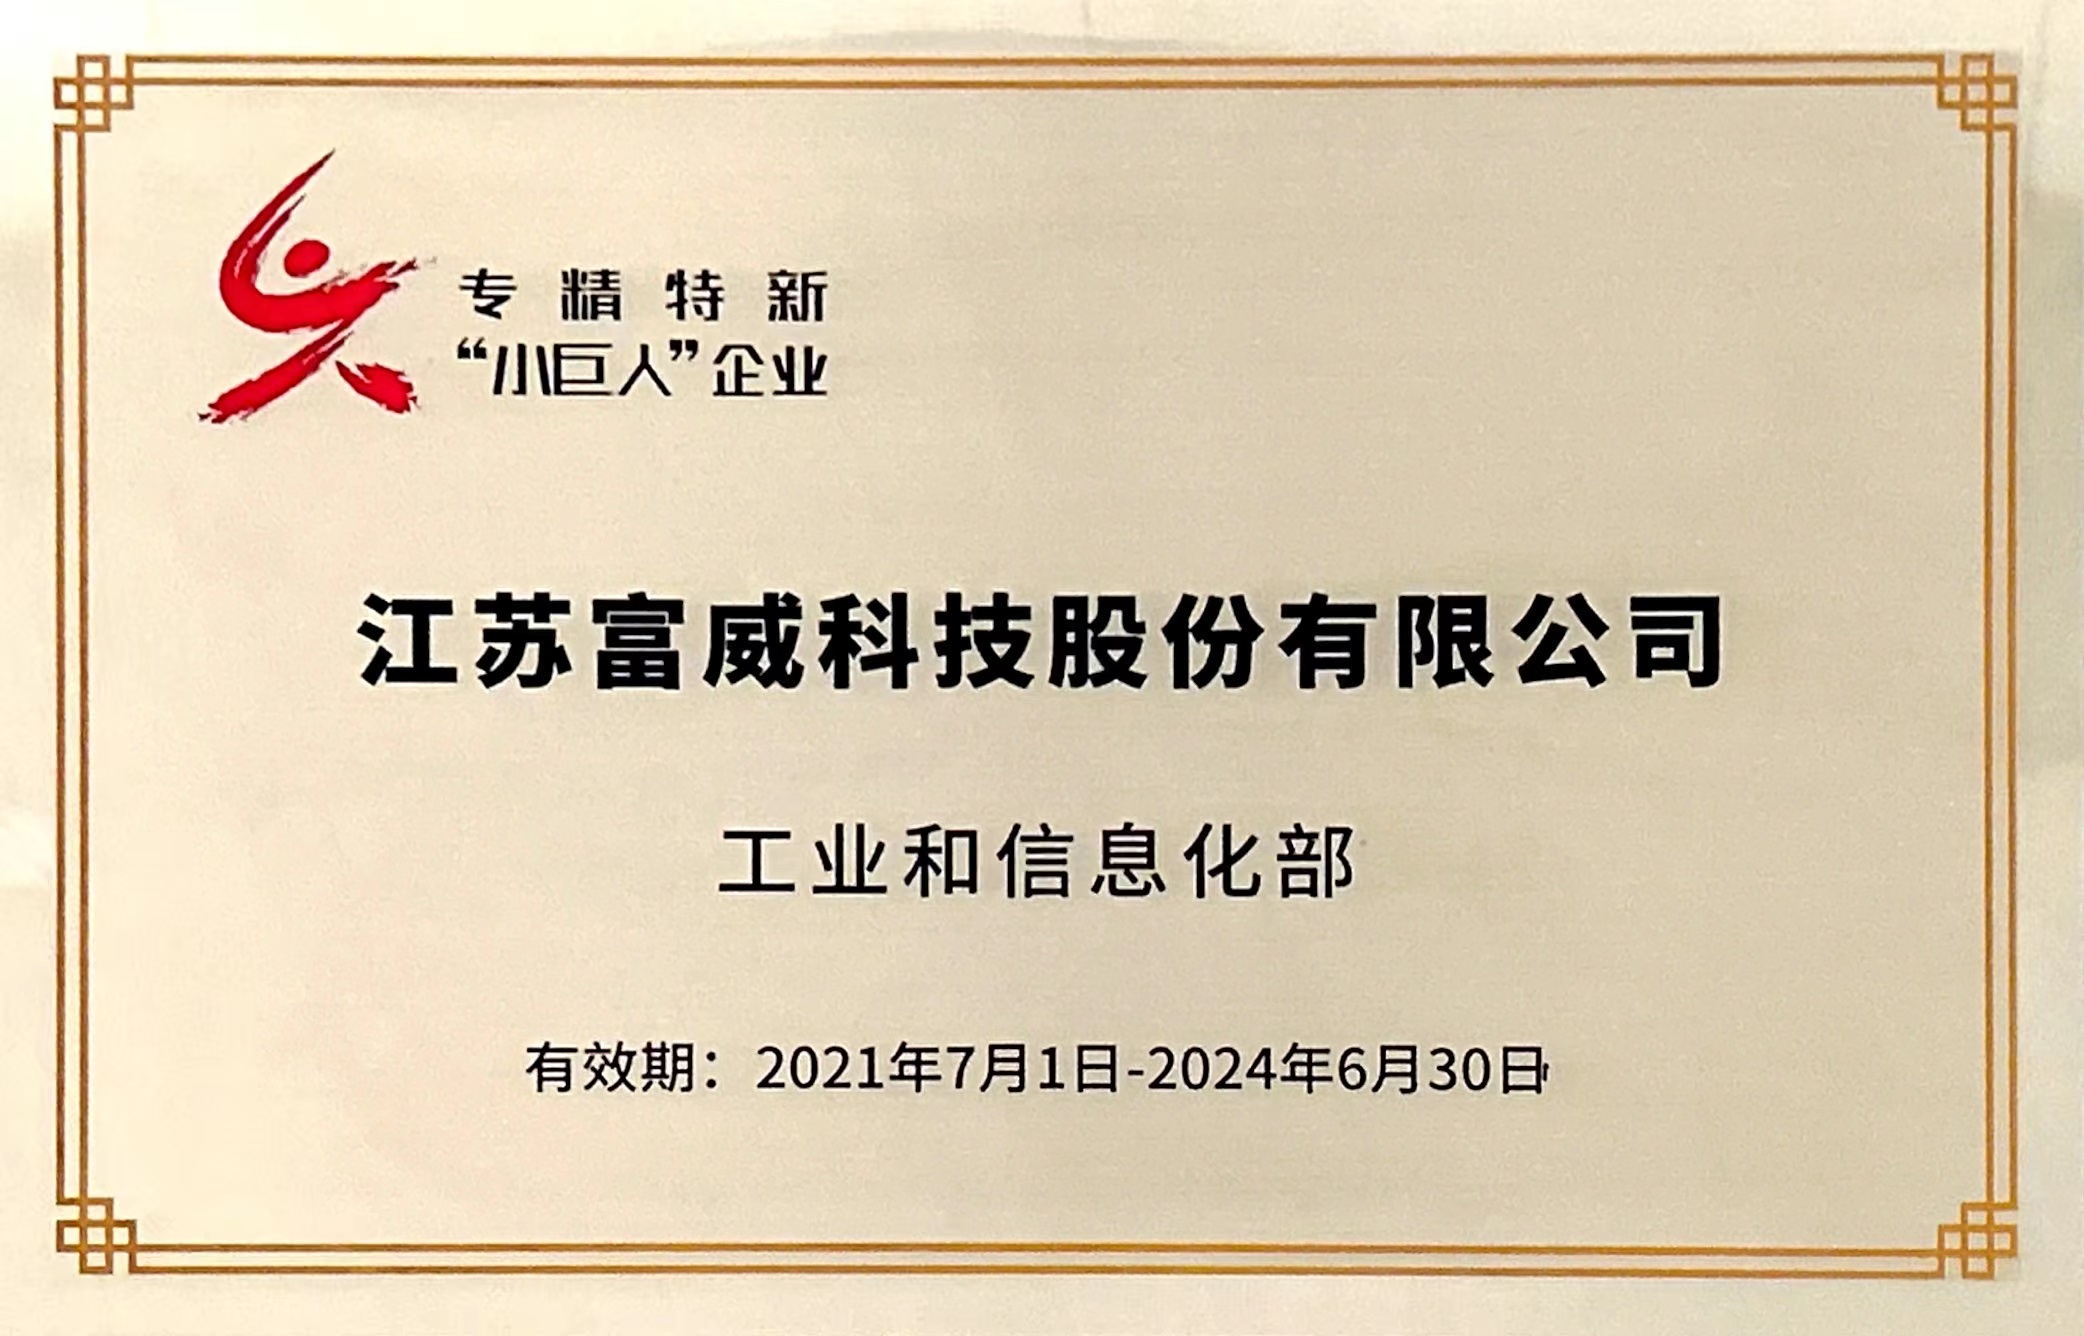 专精特新
“小巨人”企业
江苏富威科技股份有限公司
工业和信息化部
有效期：2021年7月1日-2024年6月30日